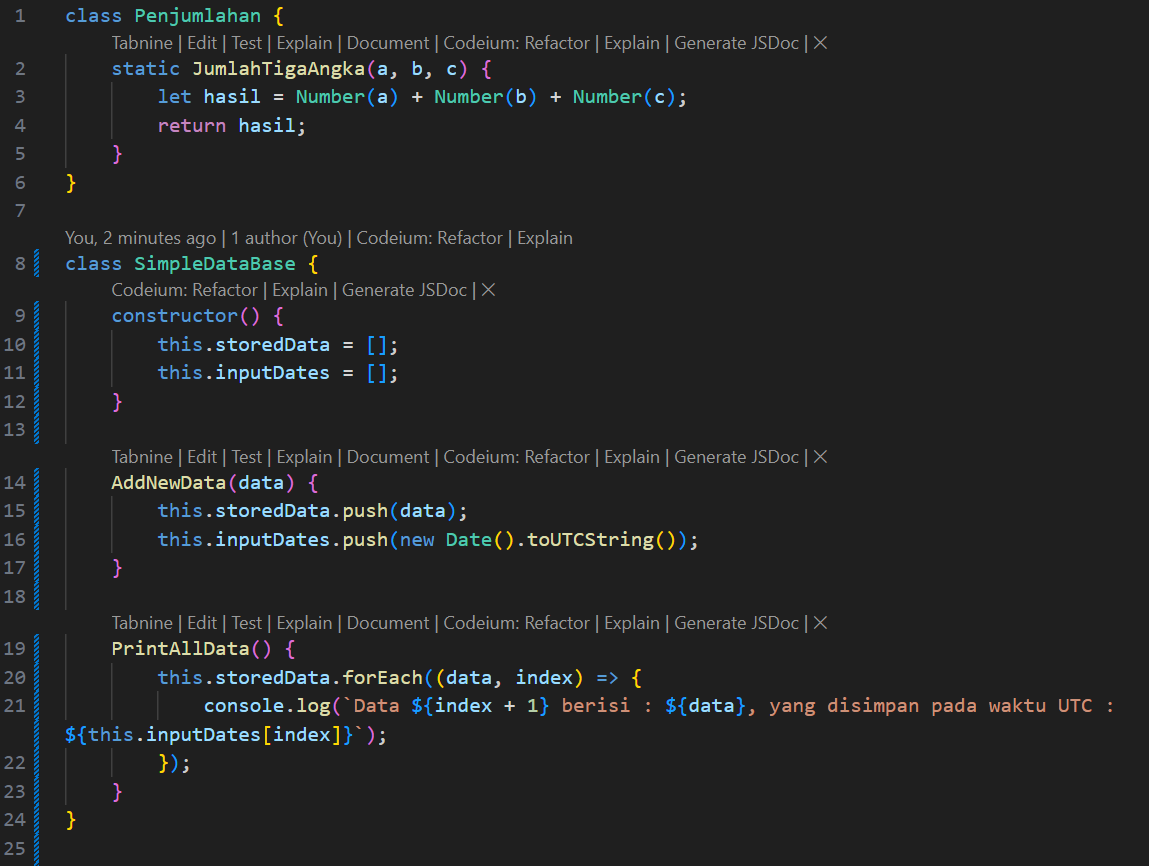 1 class Penjumlahan {
Tabnine | Edit | Test | Explain | Document | Codeium: Refactor | Explain | Generate JSDoc | ×
2 static JumlahTigaAngka(a, b, c) {
3 let hasil = Number(a) + Number(b) + Number(c);
4 return hasil;
5 }
6 }
7
You, 2 minutes ago | 1 author (You) | Codeium: Refactor | Explain
8 class SimpleDataBase {
Codeium: Refactor | Explain | Generate JSDoc | ×
9 constructor() {
10 this.storedData = [];
11 this.inputDates = [];
12 }
13
Tabnine | Edit | Test | Explain | Document | Codeium: Refactor | Explain | Generate JSDoc | ×
14 AddNewData(data) {
15 this.storedData.push(data);
16 this.inputDates.push(new Date().toUTCString());
17 }
18
Tabnine | Edit | Test | Explain | Document | Codeium: Refactor | Explain | Generate JSDoc | ×
19 PrintAllData() {
20 this.storedData.forEach((data, index) => {
21 console.log(`Data ${index + 1} berisi : ${data}, yang disimpan pada waktu UTC :
${this.inputDates[index]}`);
22 });
23 }
24 }
25